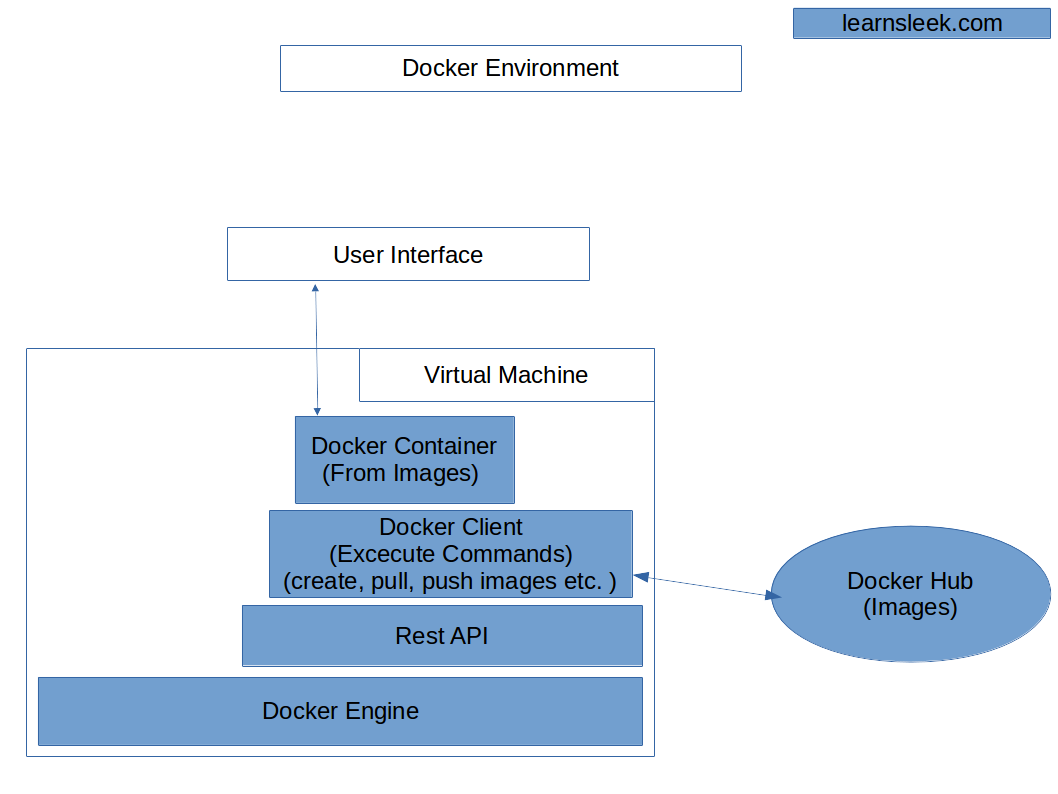 learnsleek.com
Docker Environment
User Interface
Virtual Machine
Docker Container
(From Images)
Docker Client
(Excecute Commands)
(create, pull, push images etc. )
Docker Hub
(Images)
Rest API
Docker Engine